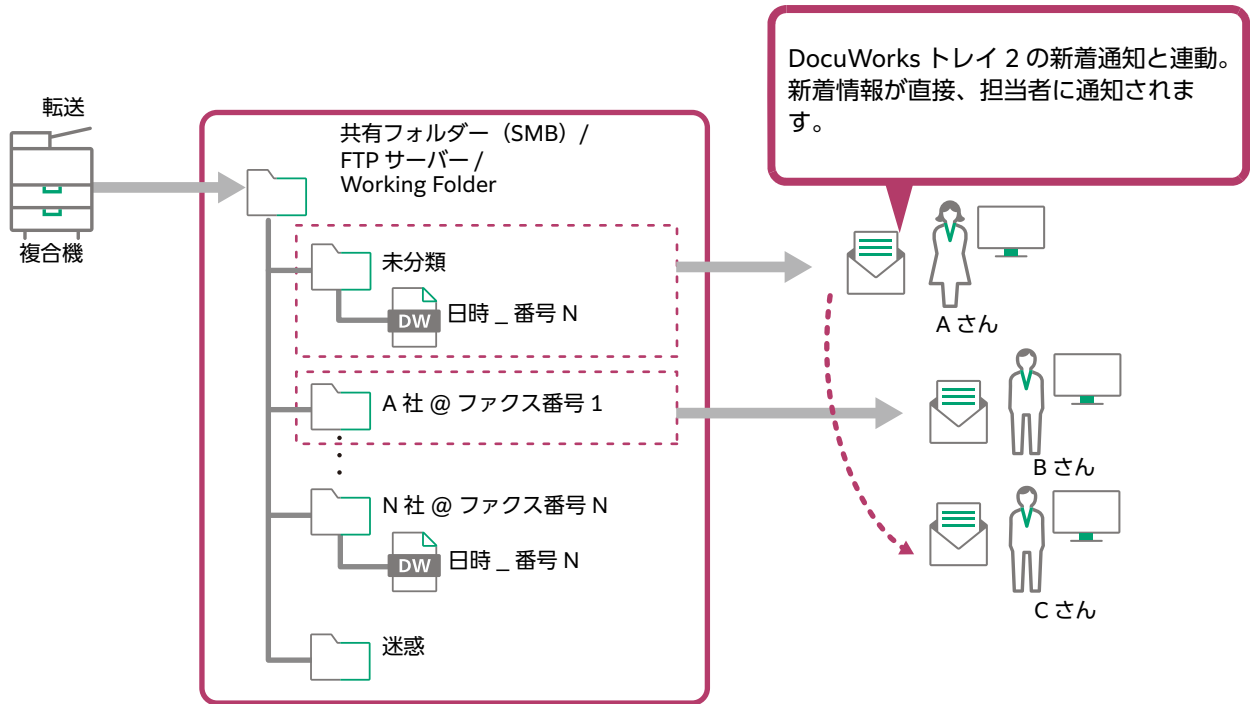 DocuWorks トレイ 2 の新着通知と連動。
新着情報が直接、担当者に通知されま
す。
転送
複合機
共有フォルダー（SMB）/
FTP サーバー /
Working Folder
未分類
DW
日時 _ 番号 N
A 社 @ ファクス番号 1
N 社 @ ファクス番号 N
DW
日時 _ 番号 N
迷惑
A さん
B さん
C さん